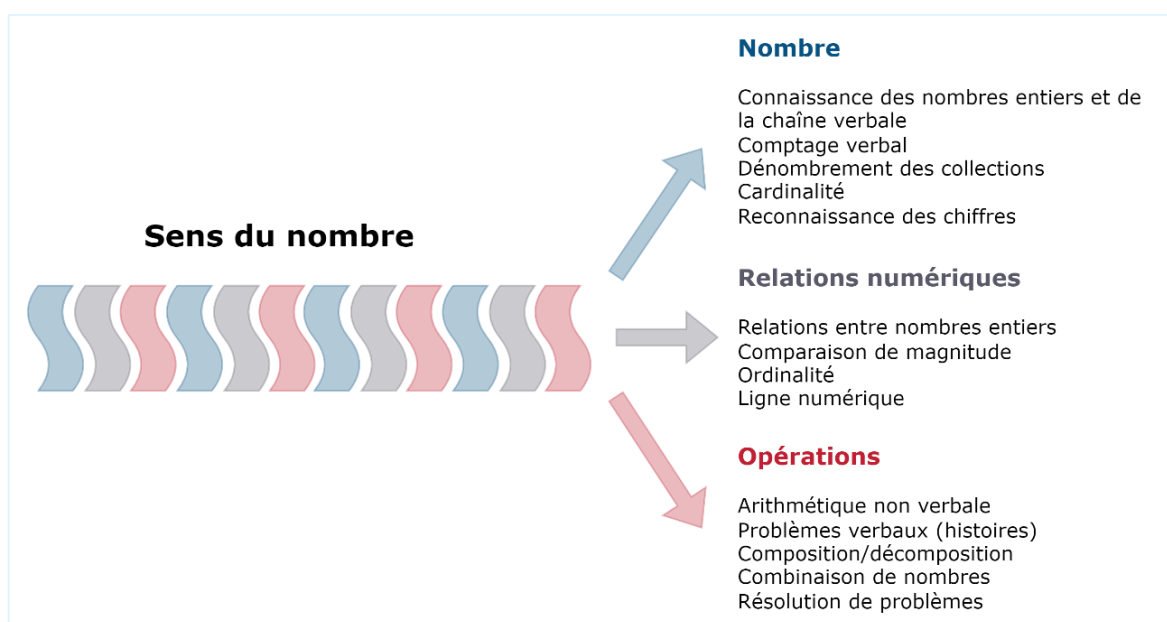 Sens du nombre
Nombre
Connaissance des nombres entiers et de
la chaîne verbale
Comptage verbal
Dénombrement des collections
Cardinalité
Reconnaissance des chiffres
Relations numériques
Relations entre nombres entiers
Comparaison de magnitude
Ordinalité
Ligne numérique
Opérations
Arithmétique non verbale
Problèmes verbaux (histoires)
Composition/décomposition
Combinaison de nombres
Résolution de problèmes